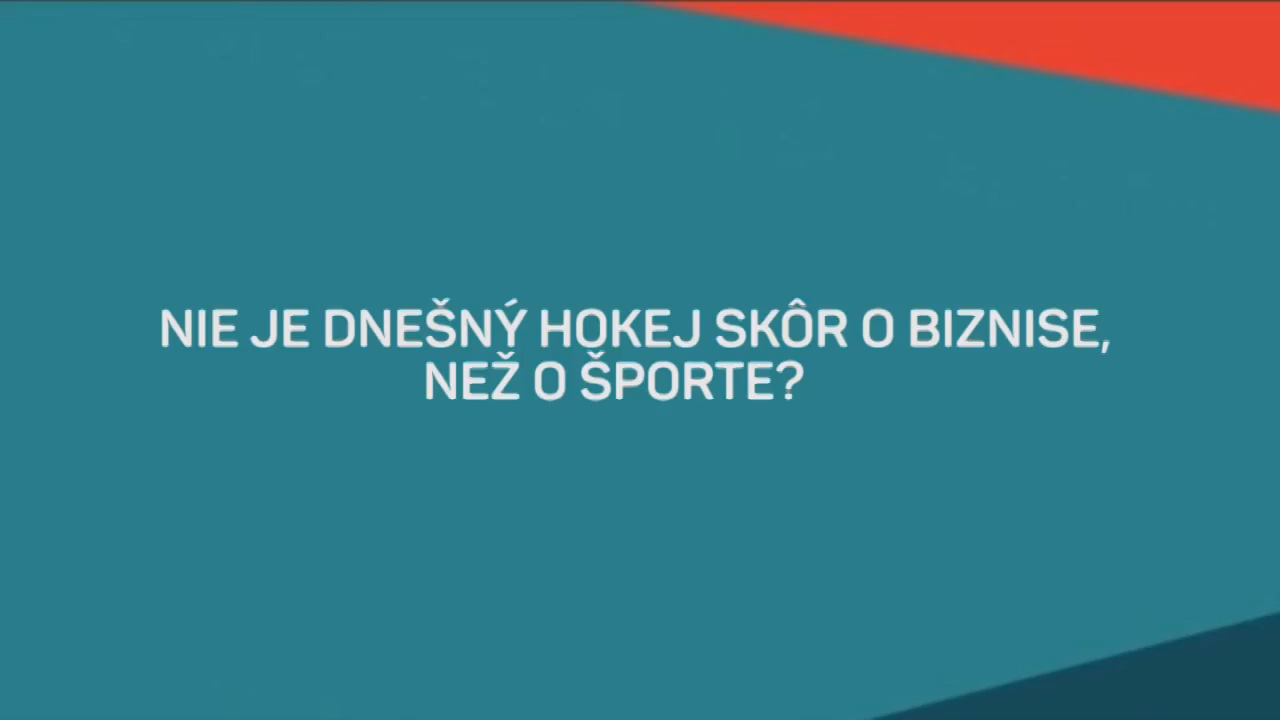 NIE JE DNEŠNÝ HOKEJ SKÔR O BIZNISE,
NEŽ O ŠPORTE?